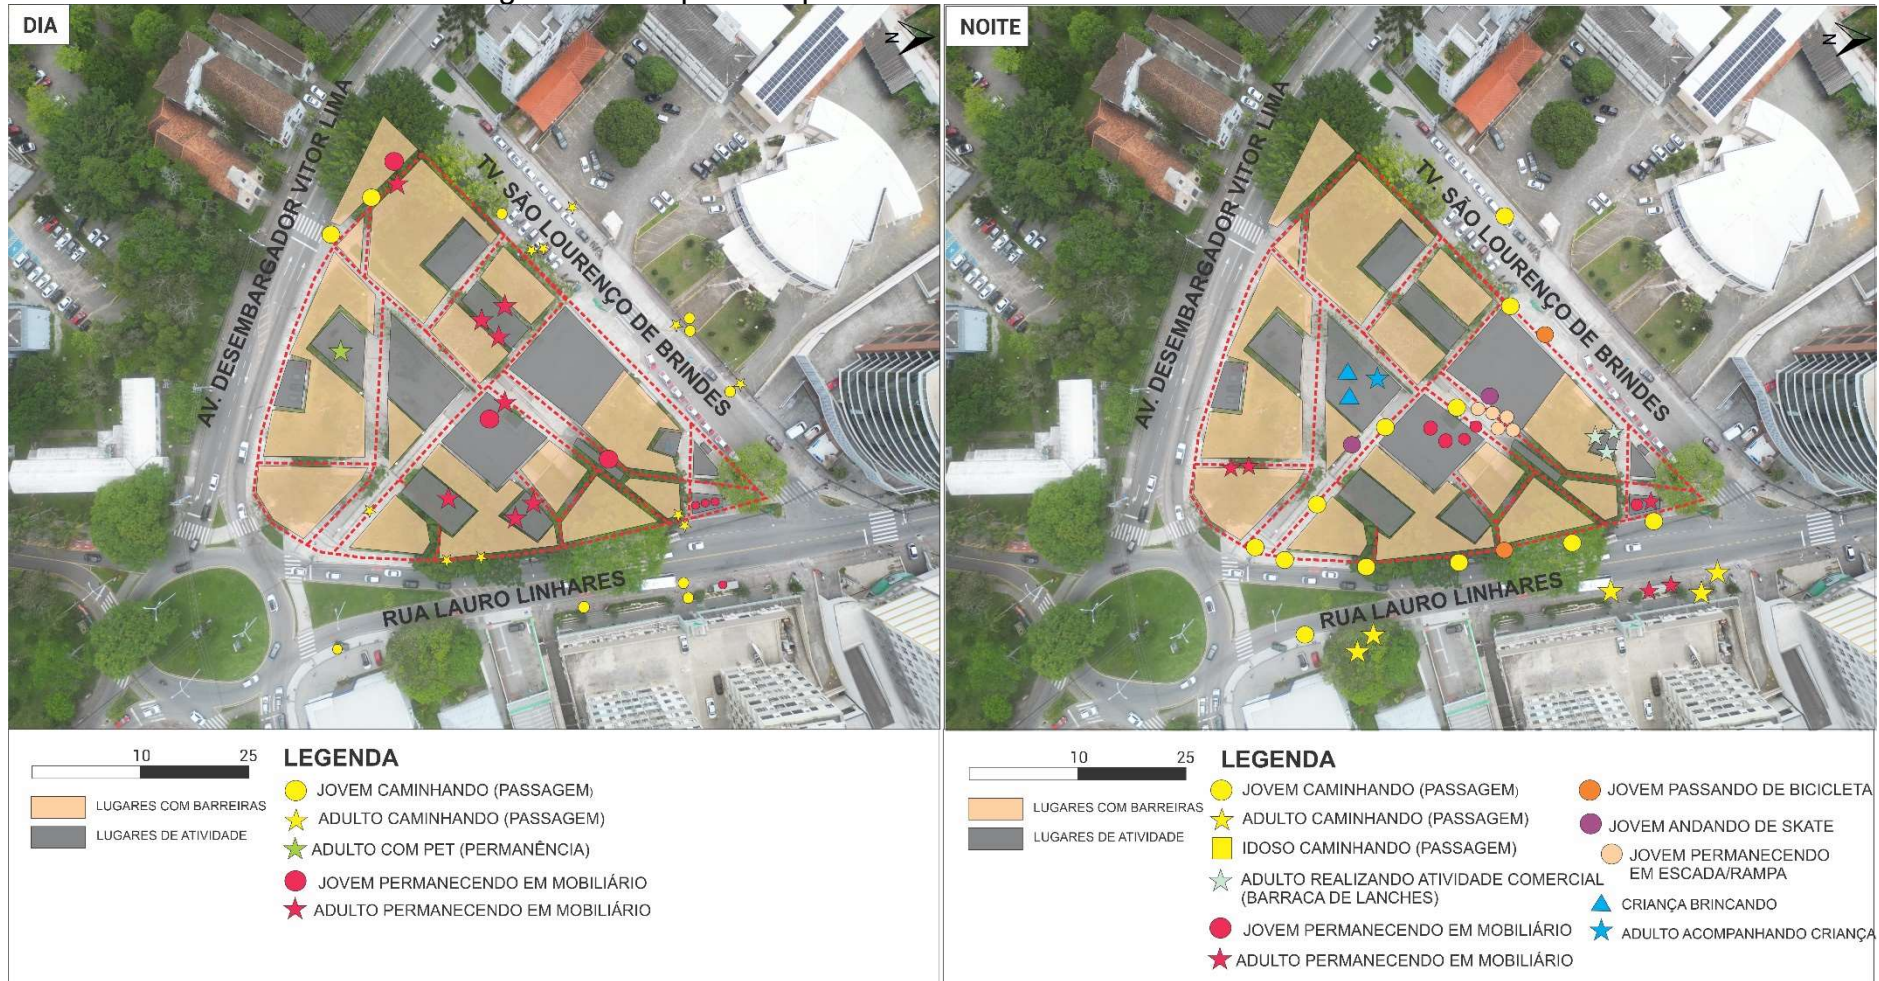 DIA
N
AV. DESEMBARGADOR VITOR LIMA
TV. SÃO LOURENÇO DE BRINDES
RUA LAURO LINHARES
10 25
LUGARES COM BARREIRAS
LUGARES DE ATIVIDADE
LEGENDA
JOVEM CAMINHANDO (PASSAGEM)
ADULTO CAMINHANDO (PASSAGEM)
ADULTO COM PET (PERMANÊNCIA)
JOVEM PERMANECENDO EM MOBILIÁRIO
ADULTO PERMANECENDO EM MOBILIÁRIO
NOITE
N
AV. DESEMBARGADOR VITOR LIMA
TV. SÃO LOURENÇO DE BRINDES
RUA LAURO LINHARES
10 25
LUGARES COM BARREIRAS
LUGARES DE ATIVIDADE
LEGENDA
JOVEM CAMINHANDO (PASSAGEM)
ADULTO CAMINHANDO (PASSAGEM)
IDOSO CAMINHANDO (PASSAGEM)
ADULTO REALIZANDO ATIVIDADE COMERCIAL
(BARRACA DE LANCHES)
JOVEM PERMANECENDO EM MOBILIÁRIO
ADULTO PERMANECENDO EM MOBILIÁRIO
JOVEM PASSANDO DE BICICLETA
JOVEM ANDANDO DE SKATE
JOVEM PERMANECENDO
EM ESCADA/RAMPA
CRIANÇA BRINCANDO
ADULTO ACOMPANHANDO CRIANÇA